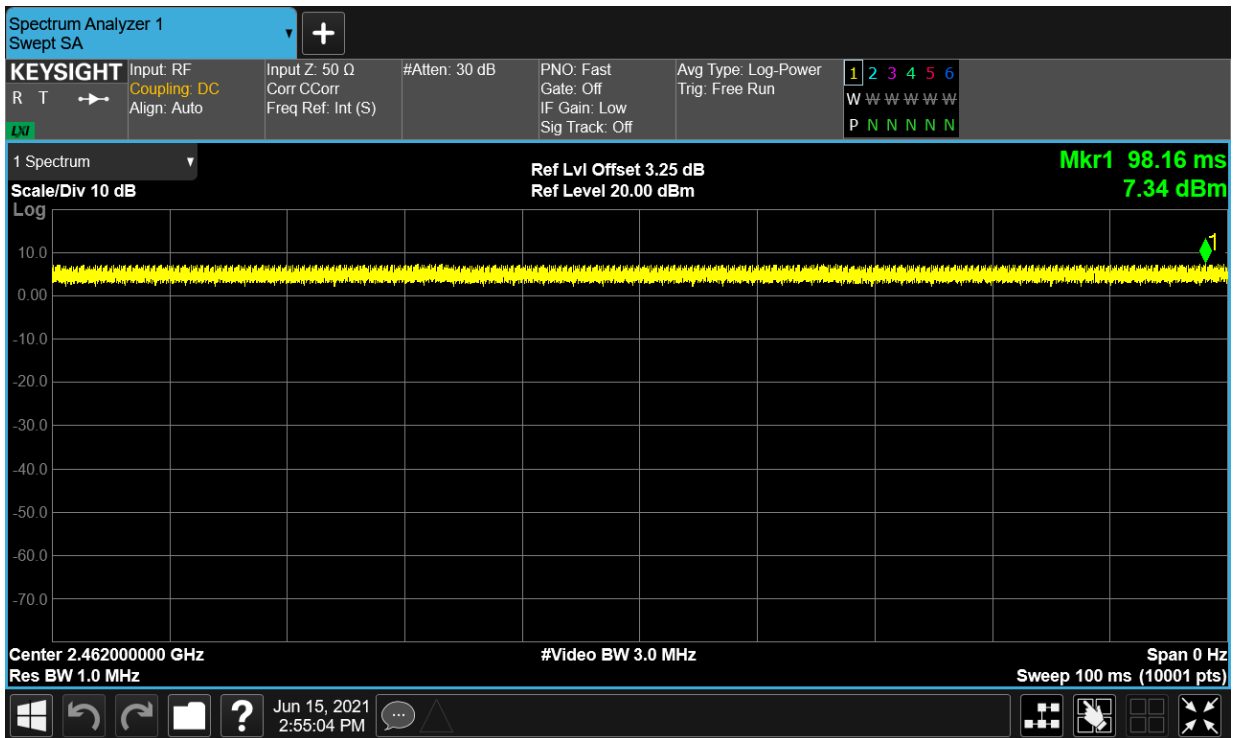 Spectrum Analyzer 1
Swept SA
+
KEYSIGHT
R T
LXI
Input: RF
Coupling: DC
Align: Auto
Input Z: 50 Ω
Corr CCorr
Freq Ref: Int (S)
#Atten: 30 dB
PNO: Fast
Gate: Off
IF Gain: Low
Sig Track: Off
Avg Type: Log-Power
Trig: Free Run
1 2 3 4 5 6
W W W W W W
P N N N N N
1 Spectrum
Scale/Div 10 dB
Log
Ref Lvl Offset 3.25 dB
Ref Level 20.00 dBm
Mkr1 98.16 ms
7.34 dBm
1
10.0
0.00
-10.0
-20.0
-30.0
-40.0
-50.0
-60.0
-70.0
Center 2.462000000 GHz
Res BW 1.0 MHz
#Video BW 3.0 MHz
Span 0 Hz
Sweep 100 ms (10001 pts)
?
Jun 15, 2021
2:55:04 PM